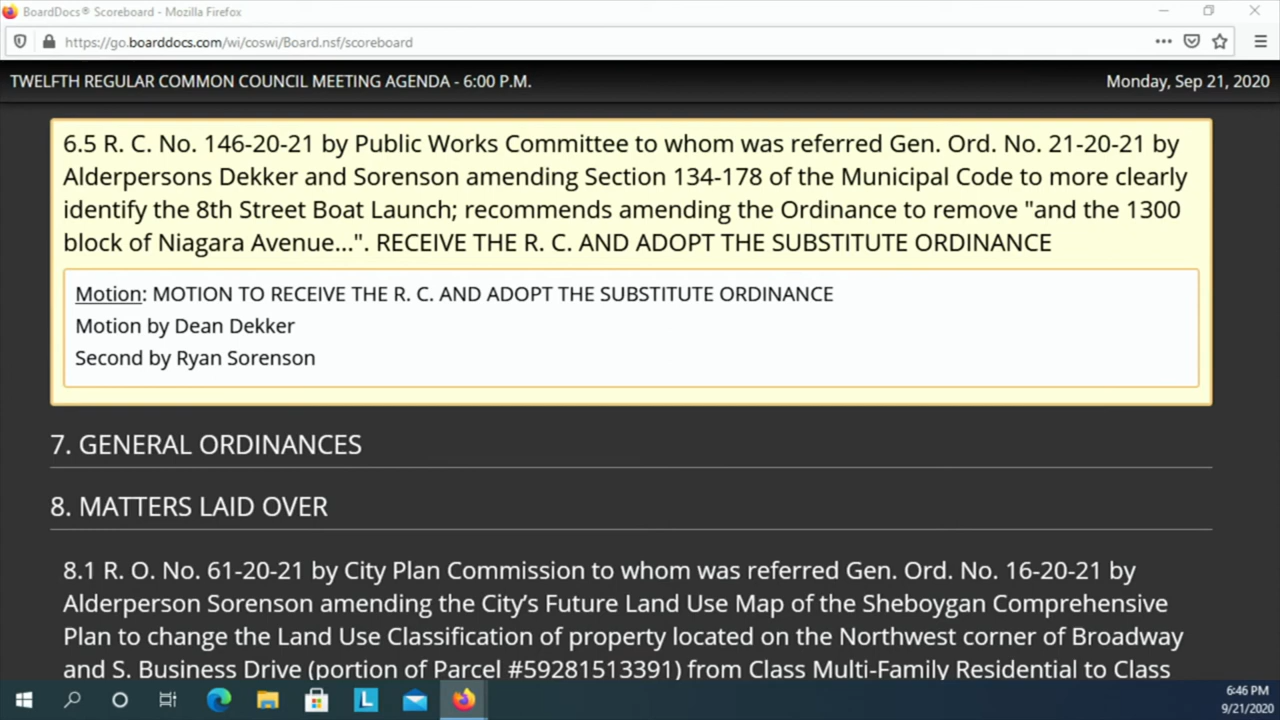 BoardDocs® Scoreboard - Mozilla Firefox
https://go.boarddocs.com/wi/coswi/Board.nsf/scoreboard
TWELFTH REGULAR COMMON COUNCIL MEETING AGENDA - 6:00 P.M. Monday, Sep 21, 2020
6.5 R. C. No. 146-20-21 by Public Works Committee to whom was referred Gen. Ord. No. 21-20-21 by
Alderpersons Dekker and Sorenson amending Section 134-178 of the Municipal Code to more clearly
identify the 8th Street Boat Launch; recommends amending the Ordinance to remove "and the 1300
block of Niagara Avenue...". RECEIVE THE R. C. AND ADOPT THE SUBSTITUTE ORDINANCE
Motion: MOTION TO RECEIVE THE R. C. AND ADOPT THE SUBSTITUTE ORDINANCE
Motion by Dean Dekker
Second by Ryan Sorenson
7. GENERAL ORDINANCES
8. MATTERS LAID OVER
8.1 R. O. No. 61-20-21 by City Plan Commission to whom was referred Gen. Ord. No. 16-20-21 by
Alderperson Sorenson amending the City’s Future Land Use Map of the Sheboygan Comprehensive
Plan to change the Land Use Classification of property located on the Northwest corner of Broadway
and S. Business Drive (portion of Parcel #59281513391) from Class Multi-Family Residential to Class
L
6:46 PM
9/21/2020